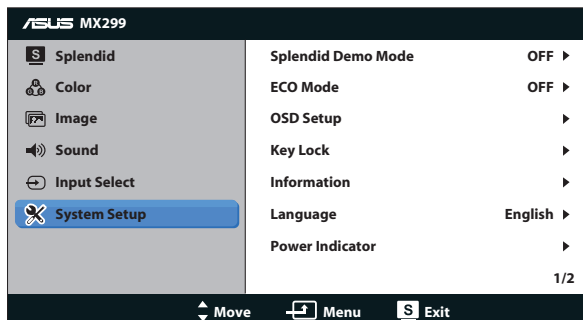 ASUS MX299
S Splendid
Color
Image
Sound
Input Select
System Setup
Splendid Demo Mode OFF
ECO Mode OFF
OSD Setup
Key Lock
Information
Language English
Power Indicator
1/2
Move Menu S Exit